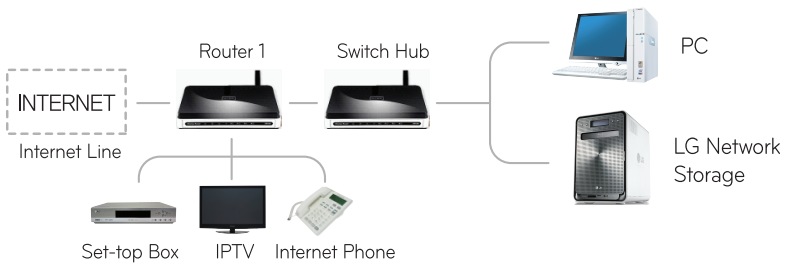 Router 1
Switch Hub
PC
INTERNET
Internet Line
LG Network
Storage
Set-top Box
IPTV
Internet Phone